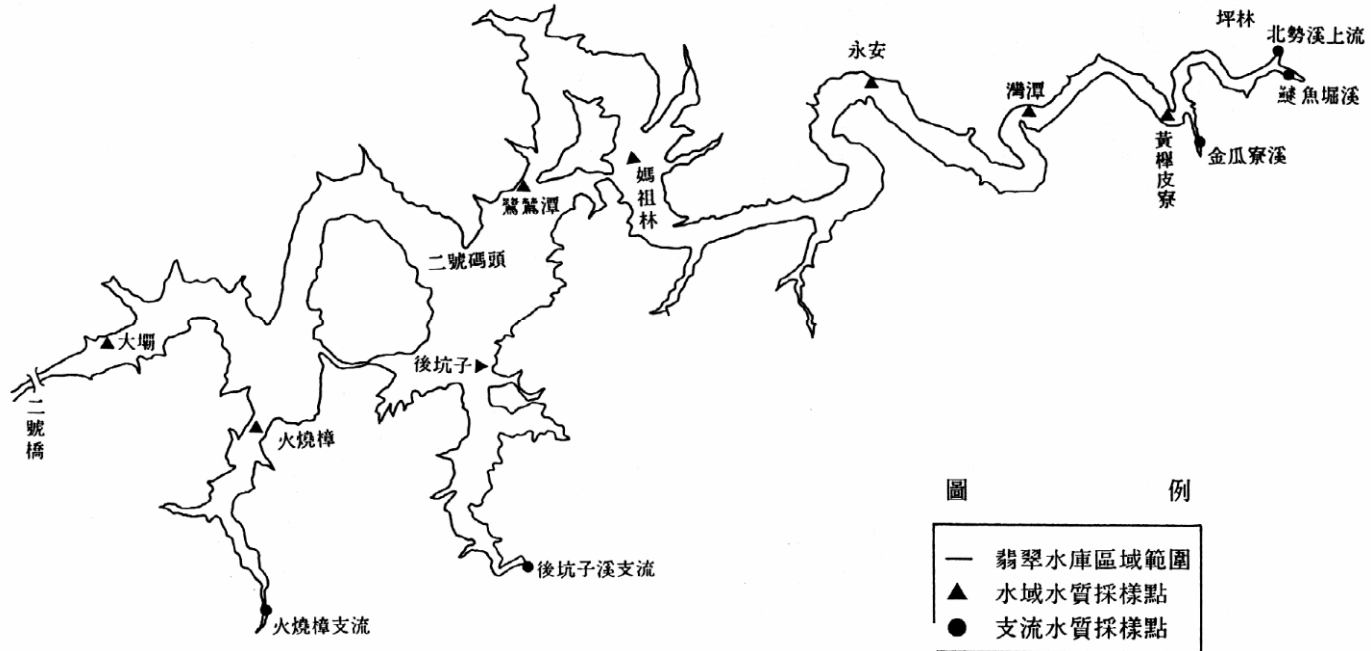 坪林
北勢溪上流
永安
鰱魚堀溪
灣潭
黃櫸皮寮
金瓜寮溪
媽祖林
鷺鷥潭
二號碼頭
大壩
後坑子
二號橋
火燒樟
後坑子溪支流
火燒樟支流
圖例
翡翠水庫區域範圍
水域水質採樣點
支流水質採樣點